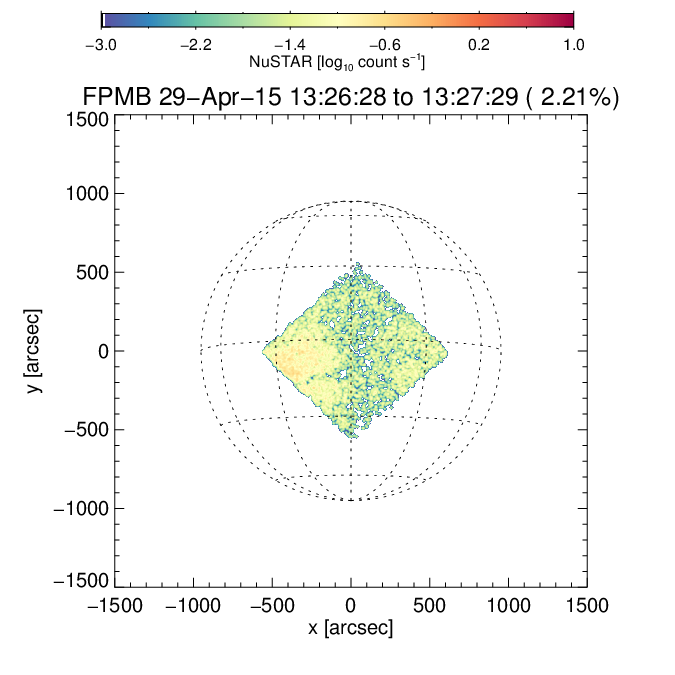 −3.0 −2.2 −1.4 −0.6 0.2 1.0
NuSTAR [log₁₀ count s⁻¹]
FPMB 29−Apr−15 13:26:28 to 13:27:29 ( 2.21%)
1500
1000
500
0
−500
−1000
−1500
y [arcsec]
−1500 −1000 −500 0 500 1000 1500
x [arcsec]